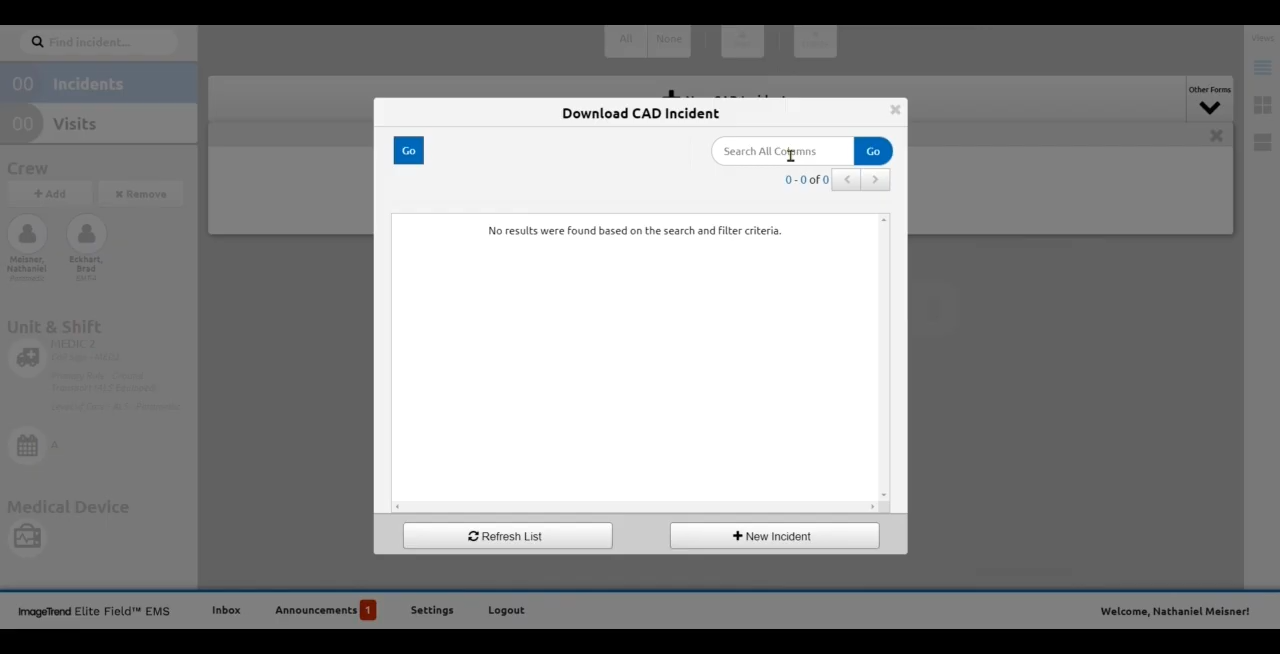 Find incident...
00 Incidents
00 Visits
Crew
+ Add
✖ Remove
Meisner,
Nathaniel
Paramedic
Eckhart,
Brad
Unit & Shift
MEDIC 2
A
Medical Device
All
None
Other Forms
Views
Download CAD Incident
Go
Search All Columns
Go
0 - 0 of 0
No results were found based on the search and filter criteria.
Refresh List
+ New Incident
ImageTrend Elite Field™ EMS
Inbox
Announcements 1
Settings
Logout
Welcome, Nathaniel Meisner!